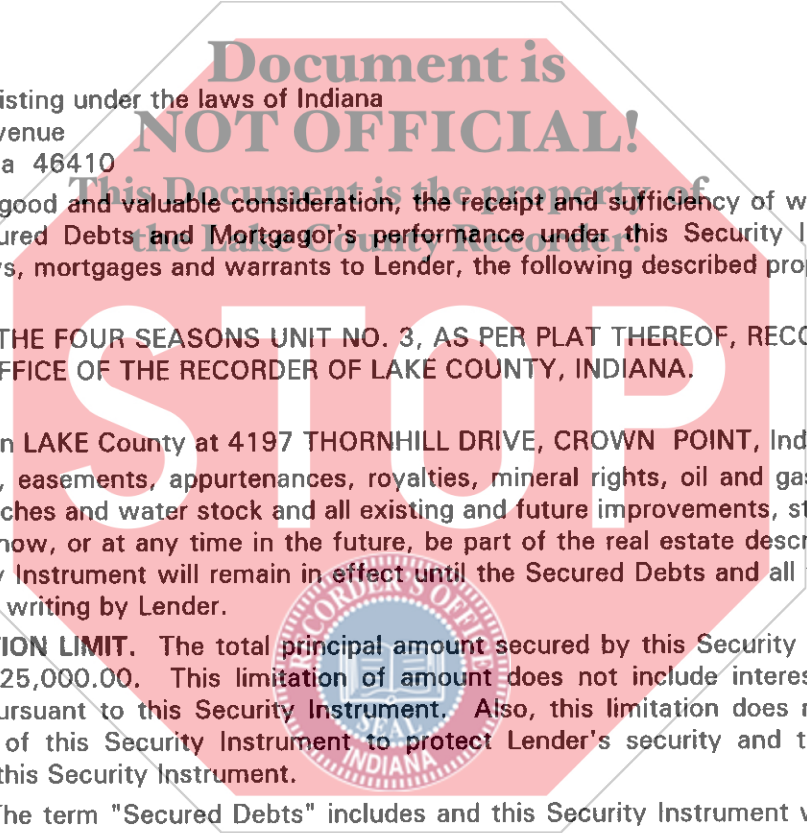 Document is
isting under the laws of Indiana
venue
NOT OFFICIAL!
a 46410
This Document is the property of
good and valuable consideration, the receipt and sufficiency of w
the Lake County Recorder!
ured Debts and Mortgagor's performance under this Security I
s, mortgages and warrants to Lender, the following described pro
STOP
THE FOUR SEASONS UNIT NO. 3, AS PER PLAT THEREOF, RECO
FFICE OF THE RECORDER OF LAKE COUNTY, INDIANA.
n LAKE County at 4197 THORNHILL DRIVE, CROWN POINT, Ind
, easements, appurtenances, royalties, mineral rights, oil and gas
ches and water stock and all existing and future improvements, st
now, or at any time in the future, be part of the real estate descr
y Instrument will remain in effect until the Secured Debts and all
writing by Lender.
TION LIMIT. The total principal amount secured by this Security
25,000.00. This limitation of amount does not include interes
ursuant to this Security Instrument. Also, this limitation does
of this Security Instrument to protect Lender's security and t
this Security Instrument.
RECORDER'S OFFICE
SEAL
INDIANA
The term "Secured Debts" includes and this Security Instrument